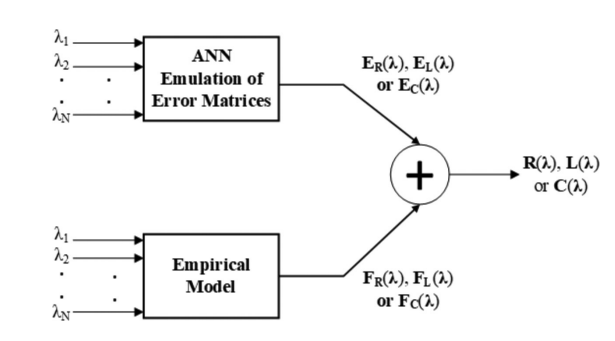 λ1
λ2
λN
ANN
Emulation of
Error Matrices
ER(λ), EL(λ)
or EC(λ)
+
R(λ), L(λ)
or C(λ)
λ1
λ2
λN
Empirical
Model
FR(λ), FL(λ)
or FC(λ)